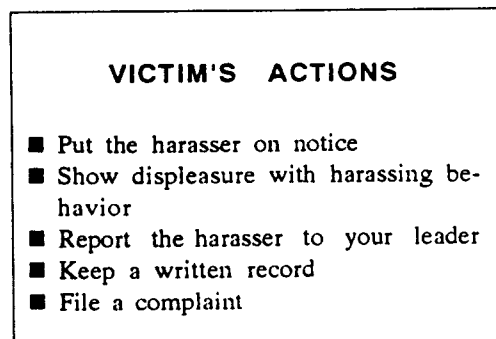 VICTIM'S ACTIONS
■ Put the harasser on notice
■ Show displeasure with harassing be-
havior
■ Report the harasser to your leader
■ Keep a written record
■ File a complaint